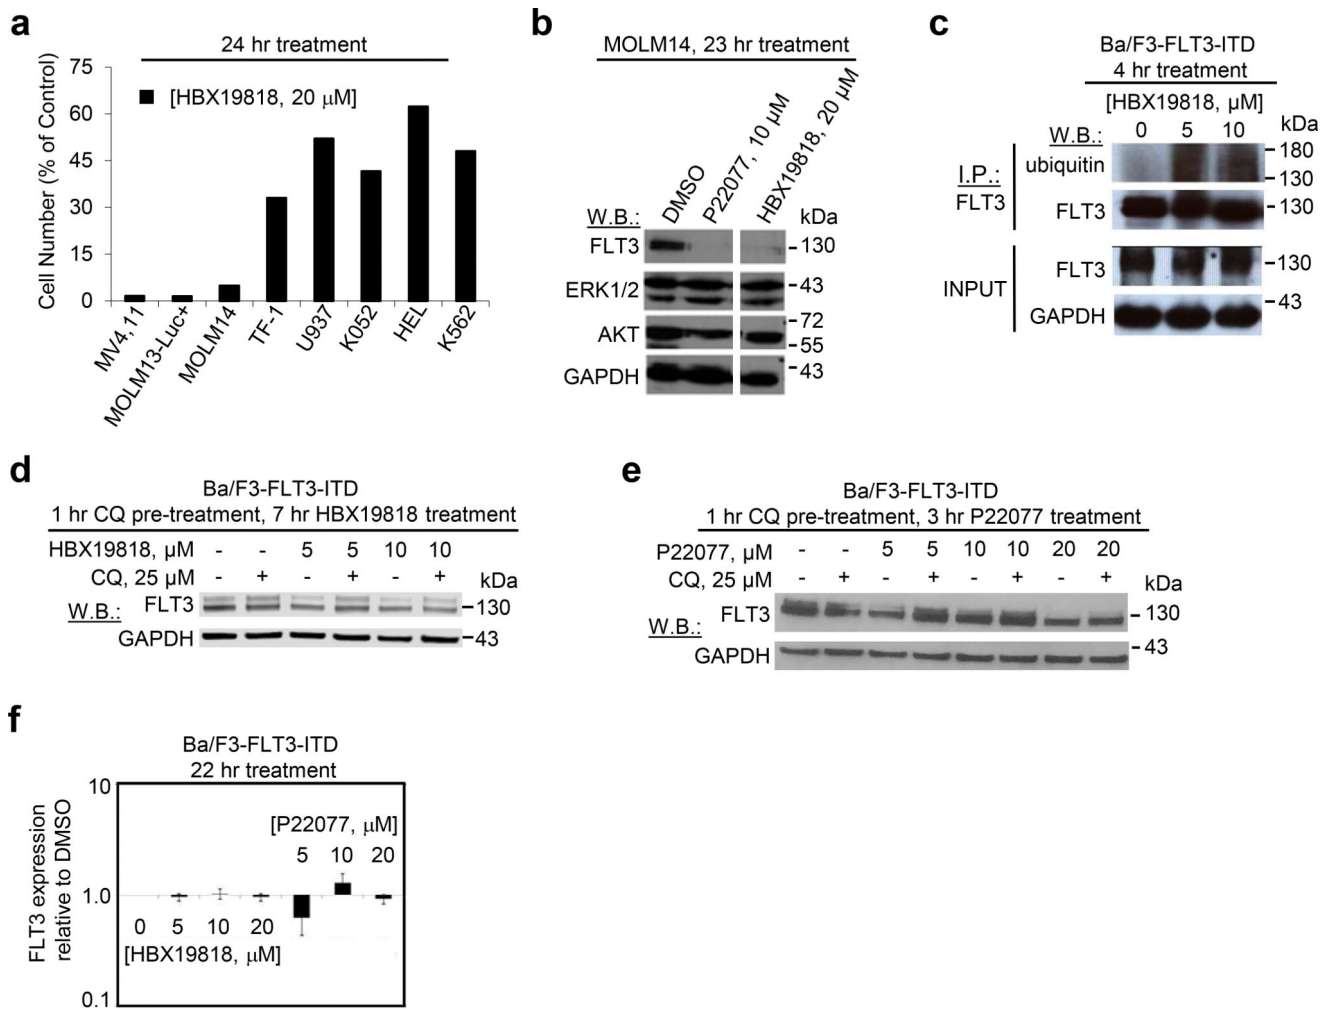 a
24 hr treatment
Cell Number (% of Control)
75
60
45
30
15
0
[HBX19818, 20 μM]
MV4,11
MOLM13-Luc+
MOLM14
TF-1
U937
K052
HEL
K562
b
MOLM14, 23 hr treatment
DMSO
P22077, 10 μM
HBX19818, 20 μM
W.B.:
kDa
FLT3
130
ERK1/2
43
AKT
72
55
GAPDH
43
c
Ba/F3-FLT3-ITD
4 hr treatment
[HBX19818, μM]
W.B.: 0 5 10 kDa
I.P.:
FLT3
ubiquitin
180
130
FLT3
130
INPUT
FLT3
130
43
GAPDH
d
Ba/F3-FLT3-ITD
1 hr CQ pre-treatment, 7 hr HBX19818 treatment
HBX19818, μM - - 5 5 10 10
CQ, 25 μM - + - + - + kDa
W.B.:
FLT3
130
GAPDH
43
e
Ba/F3-FLT3-ITD
1 hr CQ pre-treatment, 3 hr P22077 treatment
P22077, μM - - 5 5 10 10 20 20
CQ, 25 μM - + - + - + - + kDa
FLT3
130
W.B.:
43
GAPDH
f
Ba/F3-FLT3-ITD
22 hr treatment
FLT3 expression
relative to DMSO
10
1.0
0.1
[P22077, μM]
5 10 20
0 5 10 20
[HBX19818, μM]